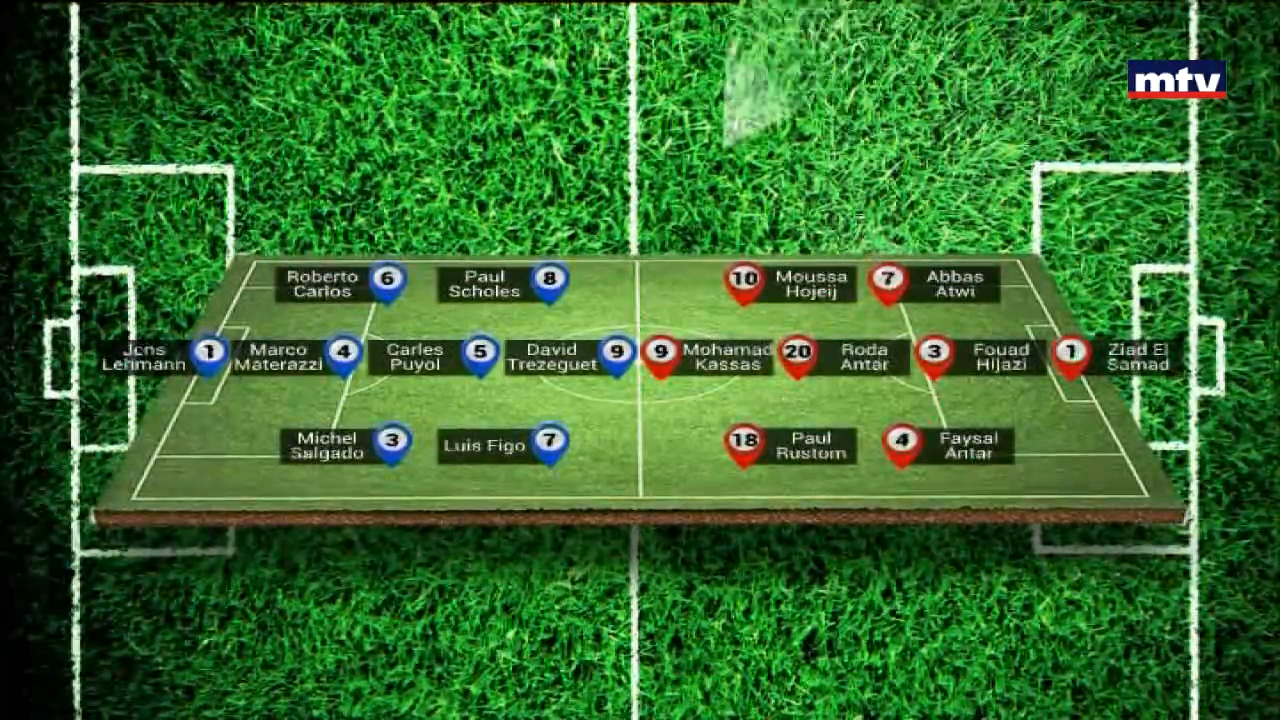 mtv
Roberto
Carlos
6
Paul
Scholes
8
10
Moussa
Hojeij
7
Abbas
Atwi
Jens
Lehmann
1
Marco
Materazzi
4
Carles
Puyol
5
David
Trezeguet
9
9
Mohamad
Kassas
20
Roda
Antar
3
Fouad
Hijazi
1
Ziad El
Samad
Michel
Salgado
3
Luis Figo
7
18
Paul
Rustom
4
Faysal
Antar